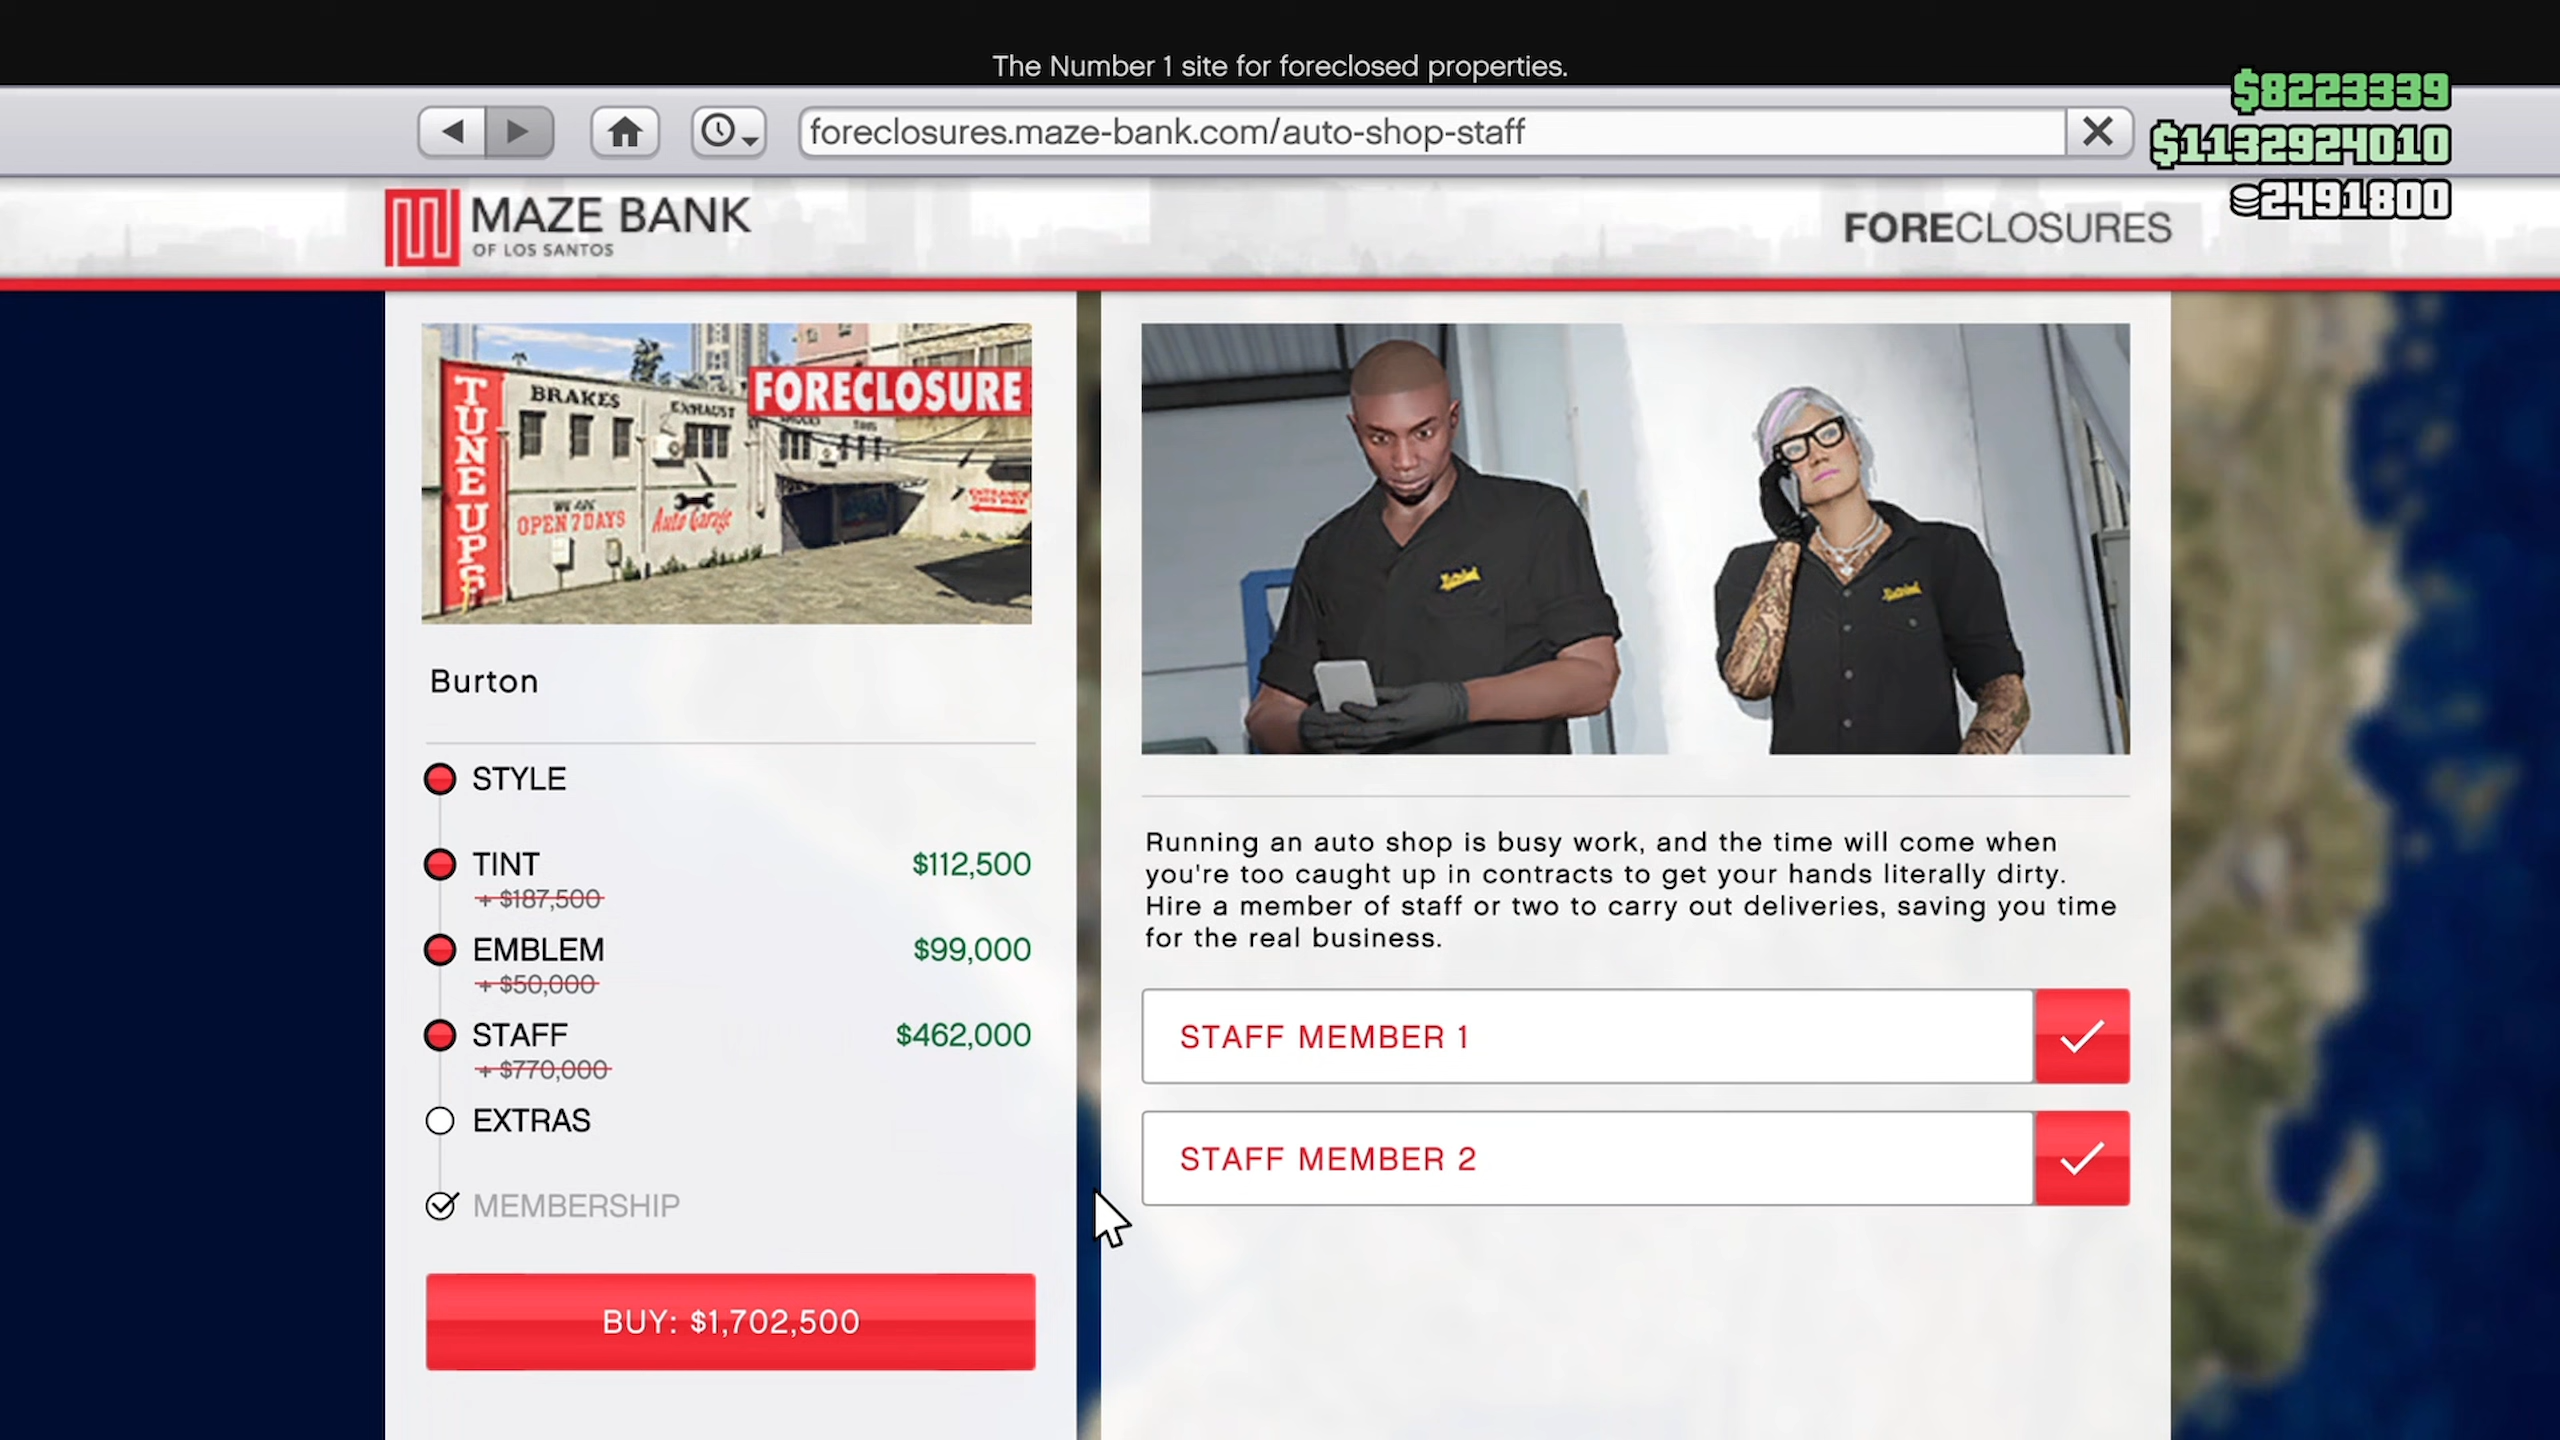 The Number 1 site for foreclosed properties.
$8223339
foreclosures.maze-bank.com/auto-shop-staff
$1132924010
2491800
MAZE BANK
OF LOS SANTOS
FORECLOSURES
TUNE UPS
BRAKES
EXHAUST
FORECLOSURE
WE ARE
OPEN 7 DAYS
Auto Garage
ENTRANCE
THIS WAY
Burton
STYLE
TINT $112,500
+ $187,500
EMBLEM $99,000
+ $50,000
STAFF $462,000
+ $770,000
EXTRAS
MEMBERSHIP
BUY: $1,702,500
Running an auto shop is busy work, and the time will come when
you're too caught up in contracts to get your hands literally dirty.
Hire a member of staff or two to carry out deliveries, saving you time
for the real business.
STAFF MEMBER 1
STAFF MEMBER 2